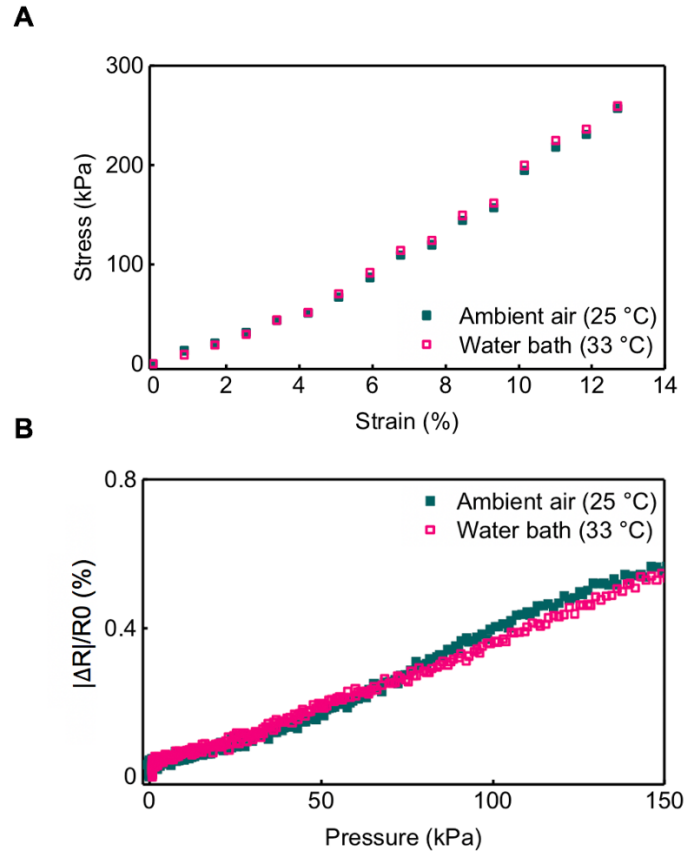 A
300
200
100
0
Stress (kPa)
Ambient air (25 °C)
Water bath (33 °C)
0 2 4 6 8 10 12 14
Strain (%)
B
0.8
0.4
0
|ΔR|/R0 (%)
Ambient air (25 °C)
Water bath (33 °C)
0 50 100 150
Pressure (kPa)